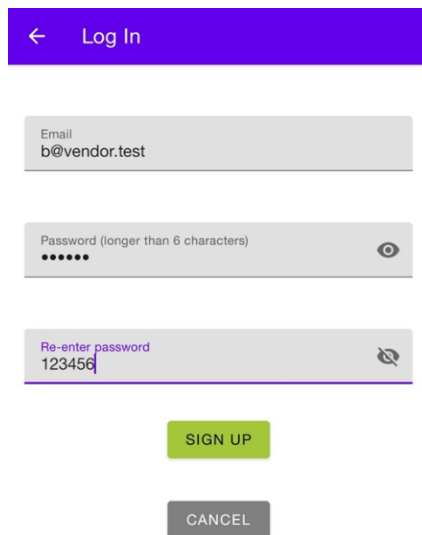 Log In
Email
b@vendor.test
Password (longer than 6 characters)
••••••
Re-enter password
123456
SIGN UP
CANCEL